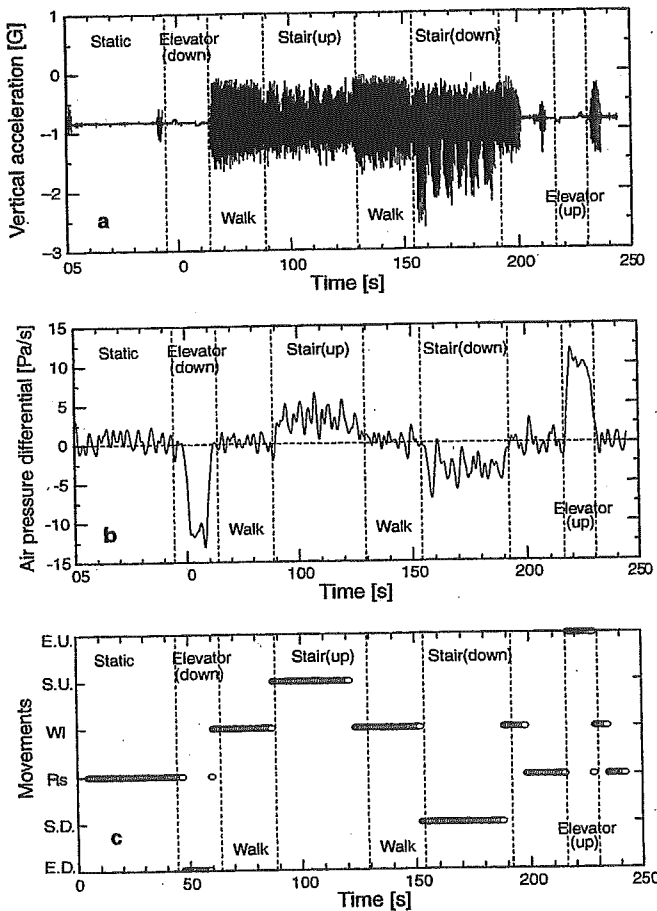 1
Static
Elevator
(down)
Stair(up)
Stair(down)
0
Vertical acceleration [G]
–1
–2
a
Walk
Walk
Elevator
(up)
–3
05
0
100
150
200
250
Time [s]
15
Static
Elevator
(down)
Stair(up)
Stair(down)
10
Air pressure differential [Pa/s]
5
0
-5
-10
b
Walk
Walk
Elevator
(up)
-15
05
0
100
150
200
250
Time [s]
E.U.
Static
Elevator
(down)
Stair(up)
Stair(down)
S.U.
Wl
Movements
Rs
S.D.
c
Walk
Walk
Elevator
(up)
E.D.
0
50
100
150
200
250
Time [s]